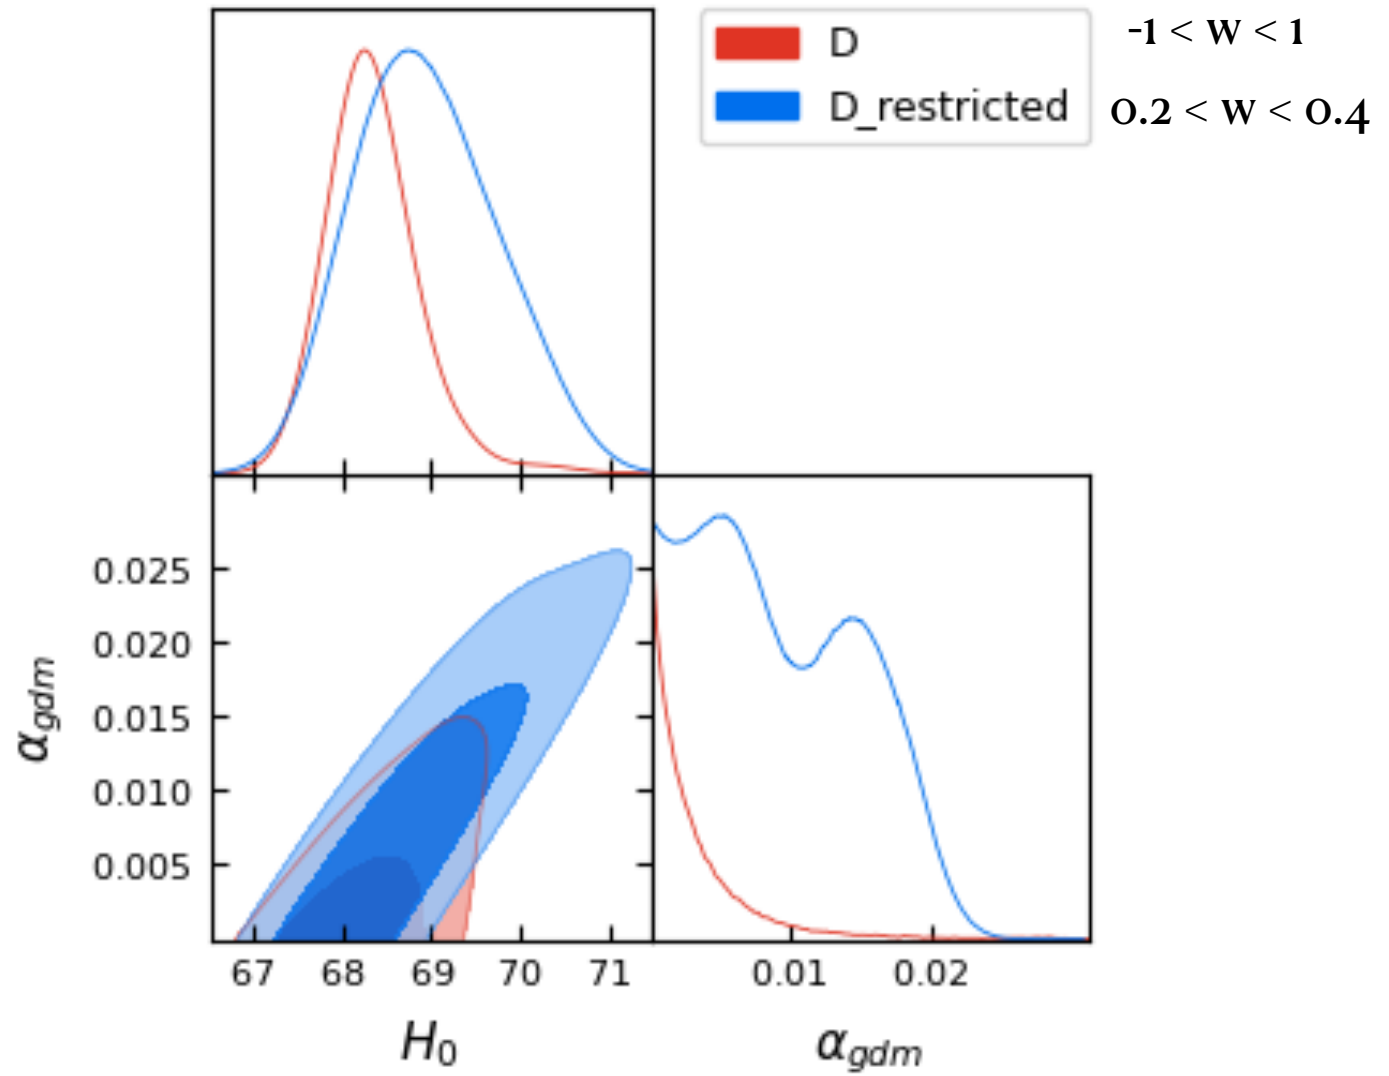 D
-1 < w < 1
D_restricted
0.2 < w < 0.4
0.025
0.020
0.015
0.010
0.005
α_gdm
67 68 69 70 71
0.01 0.02
H₀
α_gdm